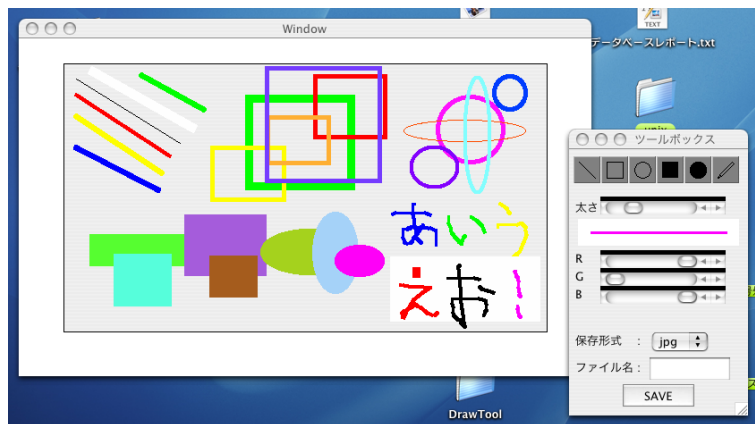 Window
TEXT
データベースレポート.txt
univ
ツールボックス
太さ
R
G
B
保存形式 : jpg
ファイル名:
SAVE
あいう
えお!
DrawTool